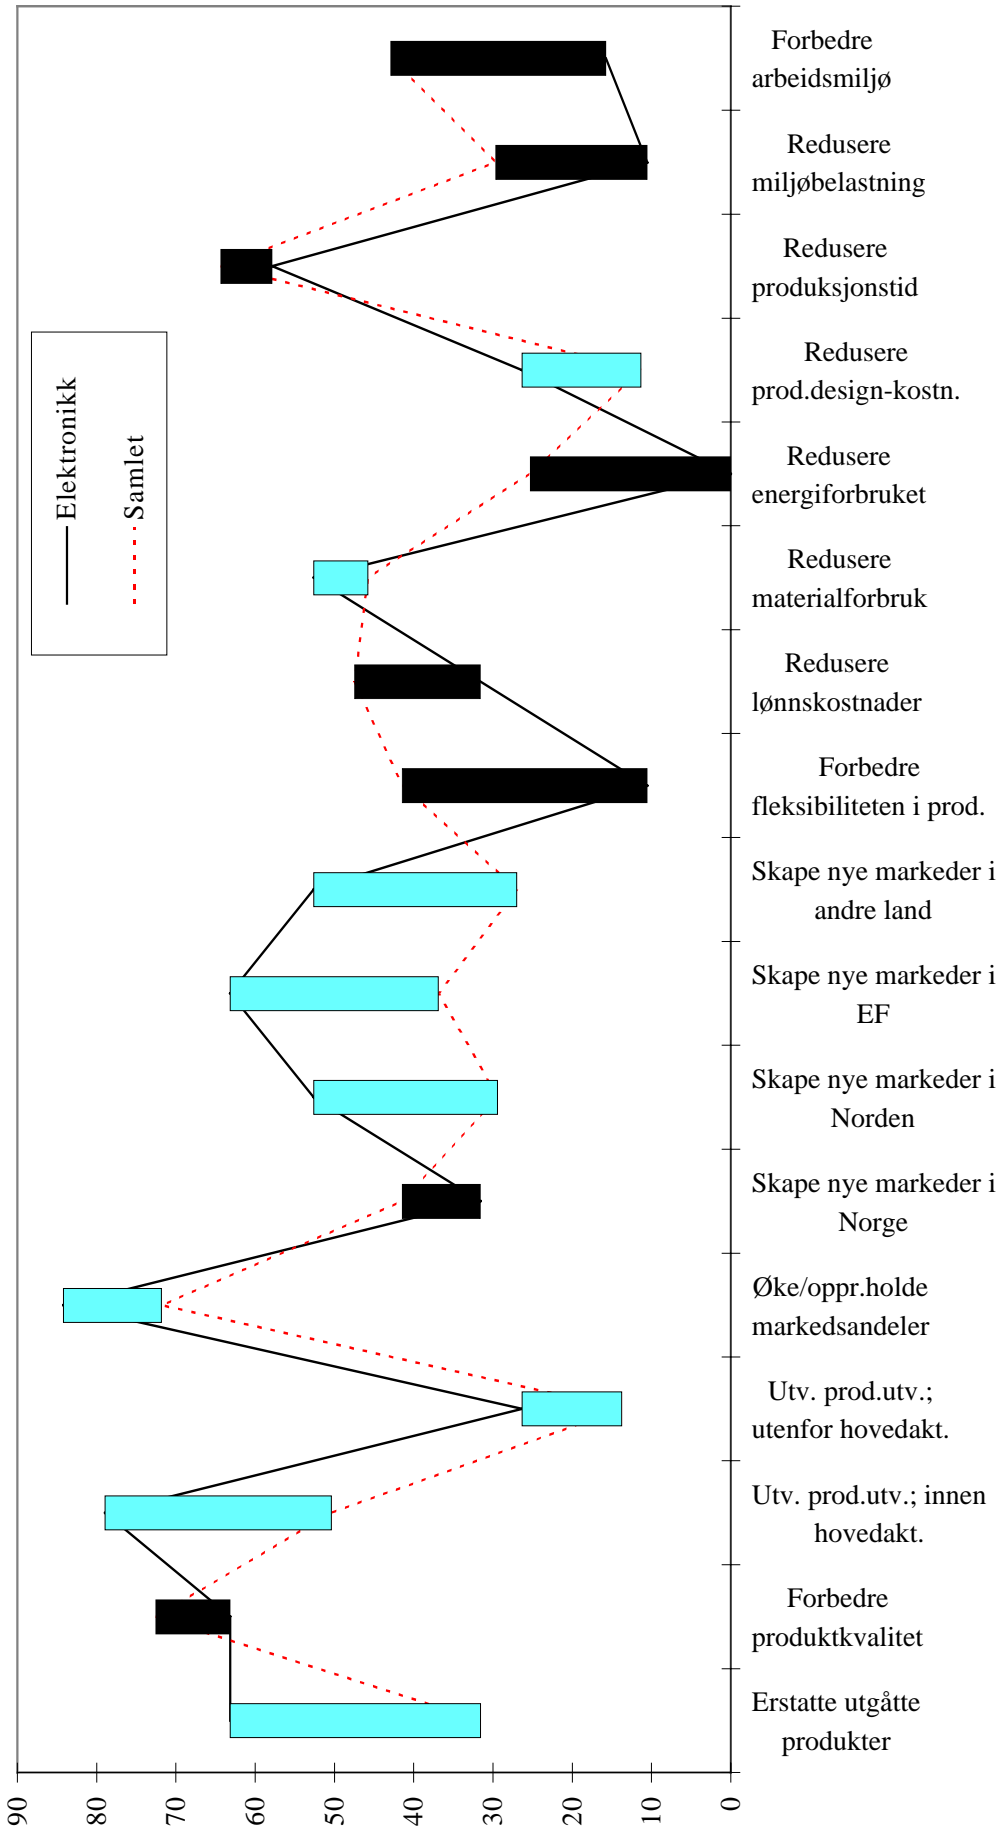 Forbedre
arbeidsmiljø
Redusere
miljøbelastning
Redusere
produksjonstid
Redusere
prod.design-kostn.
Redusere
energiforbruket
Redusere
materialforbruk
Redusere
lønnskostnader
Forbedre
fleksibiliteten i prod.
Skape nye markeder i
andre land
Skape nye markeder i
EF
Skape nye markeder i
Norden
Skape nye markeder i
Norge
Øke/oppr.holde
markedsandeler
Utv. prod.utv.;
utenfor hovedakt.
Utv. prod.utv.; innen
hovedakt.
Forbedre
produktkvalitet
Erstatte utgåtte
produkter
Elektronikk
Samlet
90
80
70
60
50
40
30
20
10
0